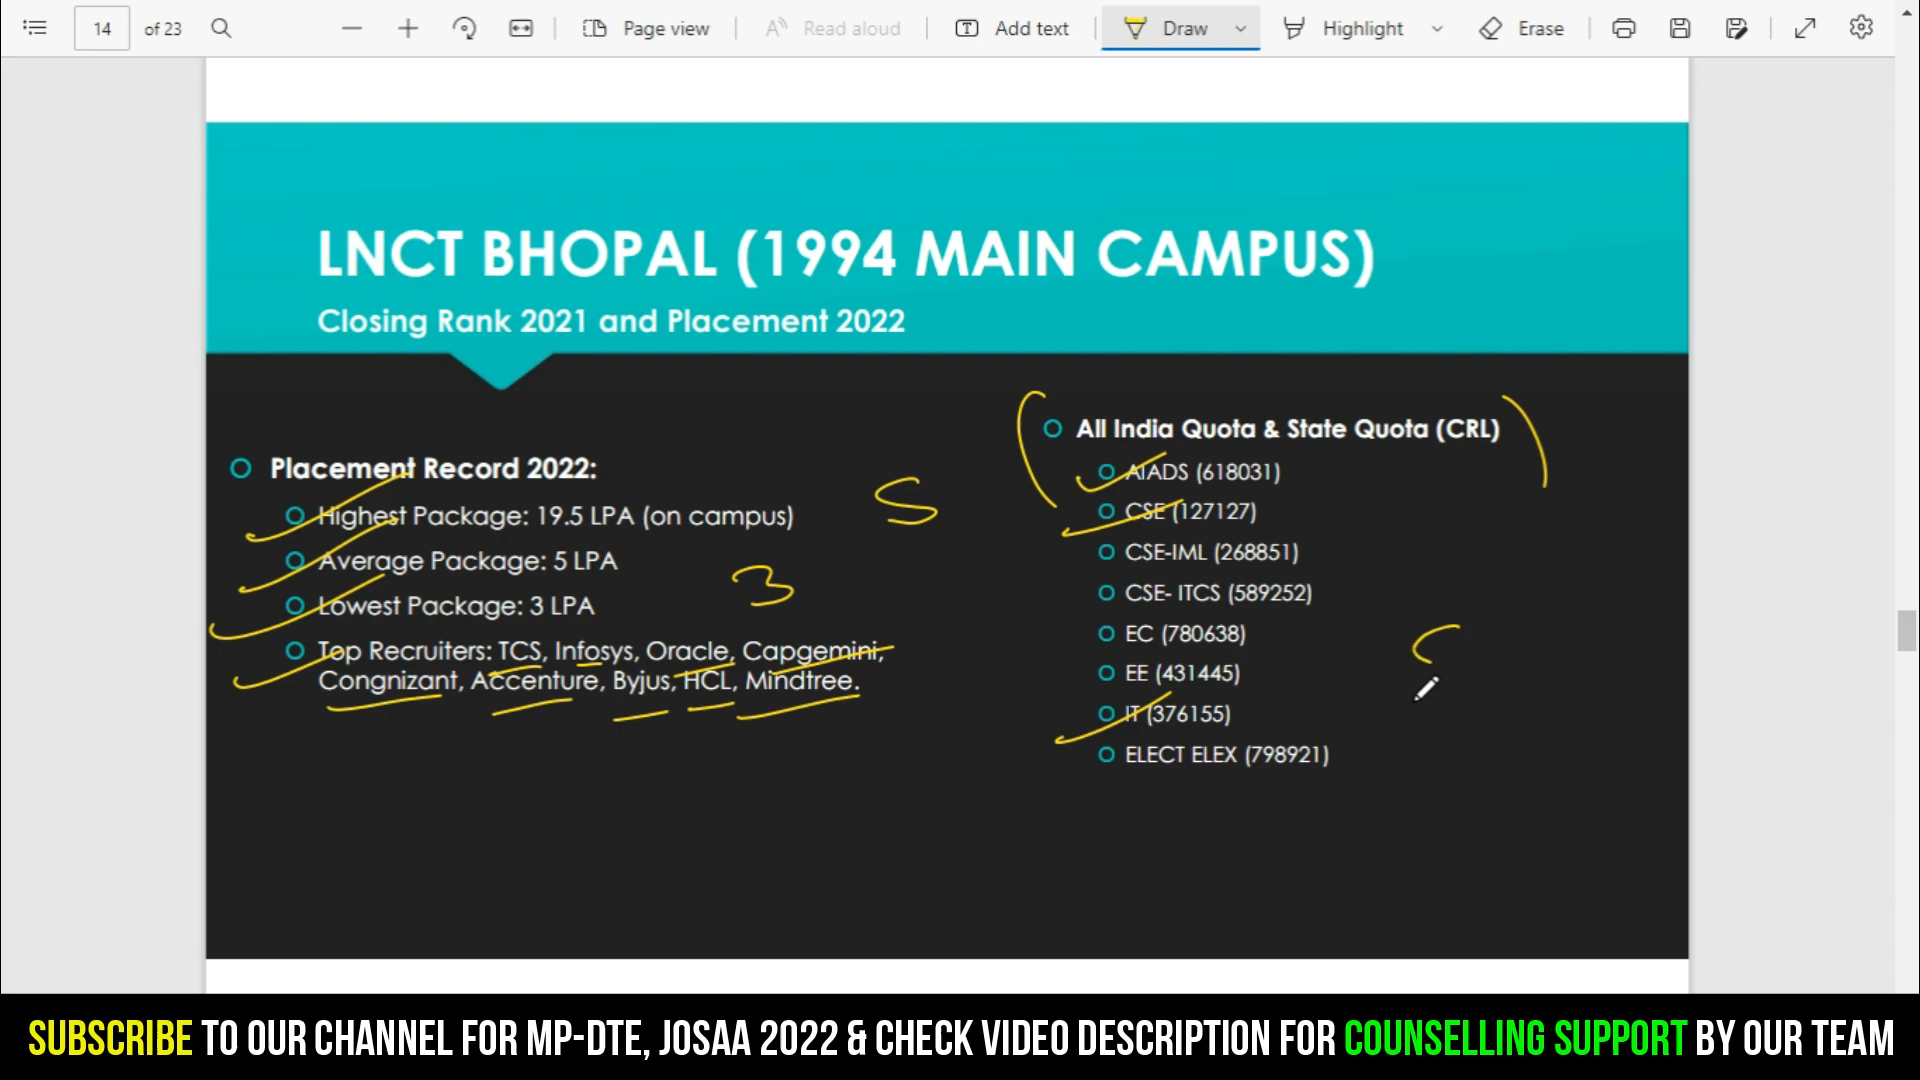 14 of 23 Page view Read aloud Add text Draw Highlight Erase
LNCT BHOPAL (1994 MAIN CAMPUS)
Closing Rank 2021 and Placement 2022
Placement Record 2022:
Highest Package: 19.5 LPA (on campus)
Average Package: 5 LPA
Lowest Package: 3 LPA
Top Recruiters: TCS, Infosys, Oracle, Capgemini,
Congnizant, Accenture, Byjus, HCL, Mindtree.
S
3
All India Quota & State Quota (CRL)
AIADS (618031)
CSE (127127)
CSE-IML (268851)
CSE- ITCS (589252)
EC (780638)
EE (431445)
IT (376155)
ELECT ELEX (798921)
SUBSCRIBE TO OUR CHANNEL FOR MP-DTE, JOSAA 2022 & CHECK VIDEO DESCRIPTION FOR COUNSELLING SUPPORT BY OUR TEAM